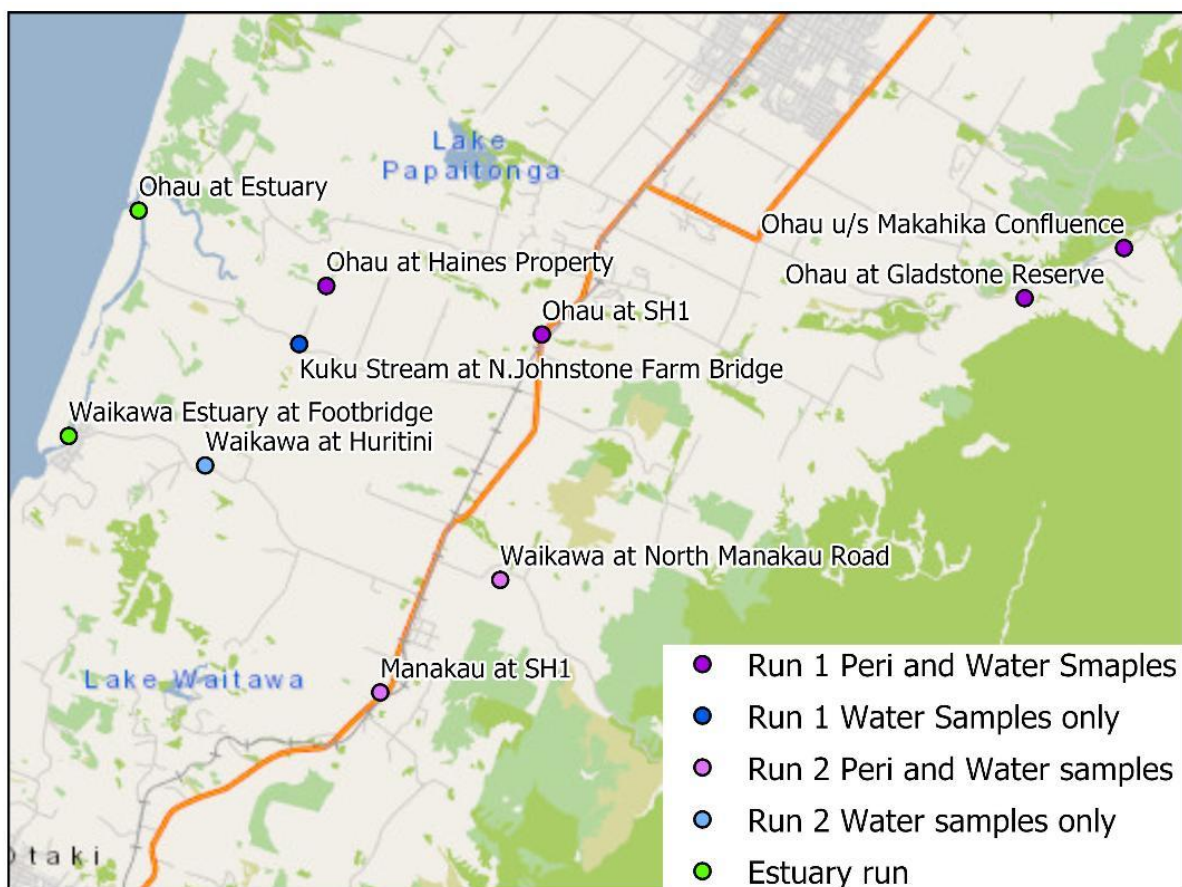 Lake
Papaitonga
Ohau at Estuary
Ohau u/s Makahika Confluence
Ohau at Haines Property
Ohau at Gladstone Reserve
Ohau at SH1
Kuku Stream at N.Johnstone Farm Bridge
Waikawa Estuary at Footbridge
Waikawa at Huritini
Waikawa at North Manakau Road
Manakau at SH1
Lake Waitawa
Run 1 Peri and Water Smaples
Run 1 Water Samples only
Run 2 Peri and Water samples
Run 2 Water samples only
Otaki
Estuary run